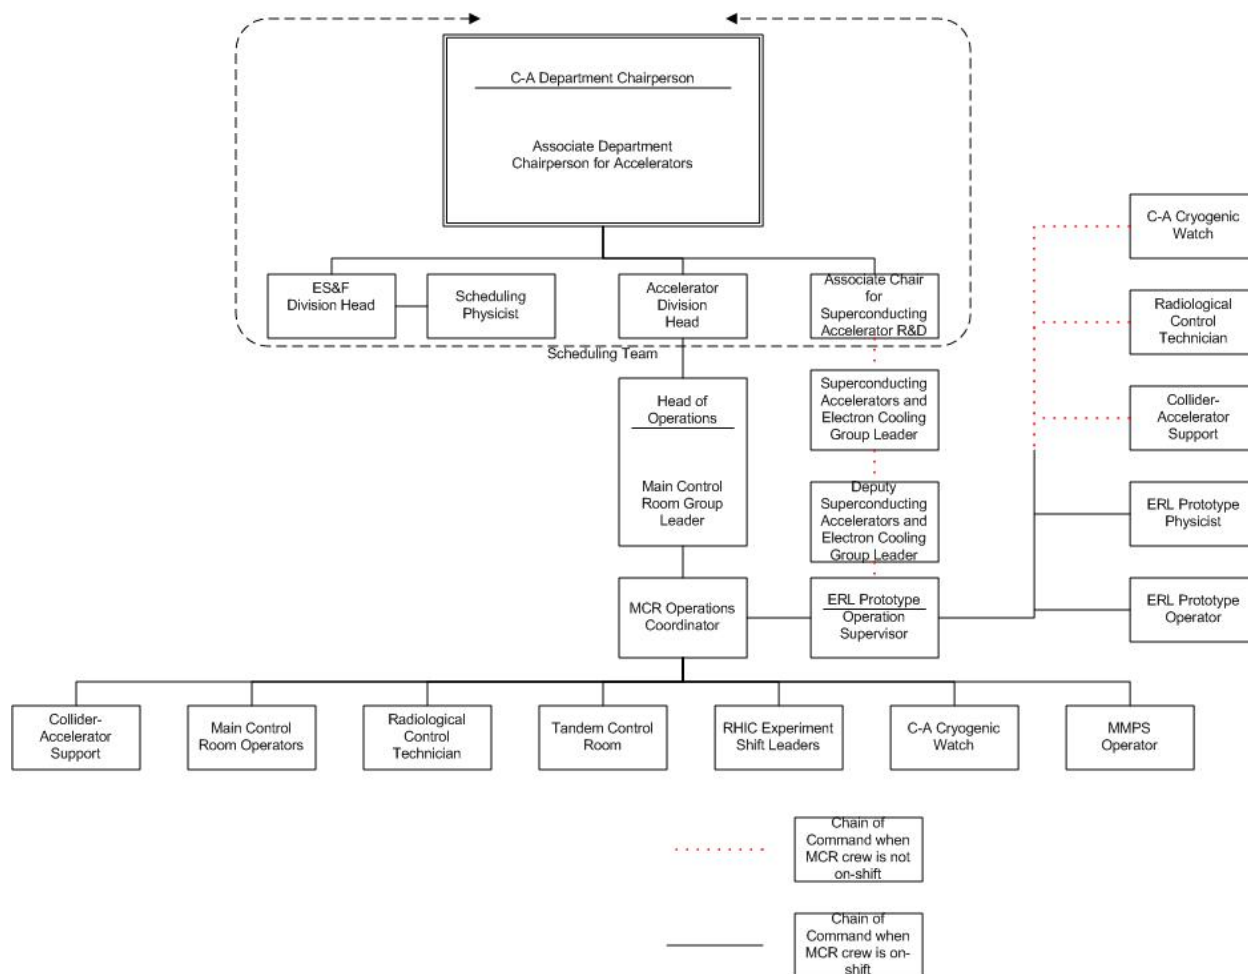 C-A Department Chairperson
Associate Department
Chairperson for Accelerators
ES&F
Division Head
Scheduling
Physicist
Accelerator
Division
Head
Associate Chair
for
Superconducting
Accelerator R&D
Scheduling Team
C-A Cryogenic
Watch
Radiological
Control
Technician
Collider-
Accelerator
Support
ERL Prototype
Physicist
ERL Prototype
Operator
Head of
Operations
Main Control
Room Group
Leader
Superconducting
Accelerators and
Electron Cooling
Group Leader
Deputy
Superconducting
Accelerators and
Electron Cooling
Group Leader
MCR Operations
Coordinator
ERL Prototype
Operation
Supervisor
Collider-
Accelerator
Support
Main Control
Room Operators
Radiological
Control
Technician
Tandem Control
Room
RHIC Experiment
Shift Leaders
C-A Cryogenic
Watch
MMPS
Operator
Chain of
Command when
MCR crew is not
on-shift
Chain of
Command when
MCR crew is on-
shift